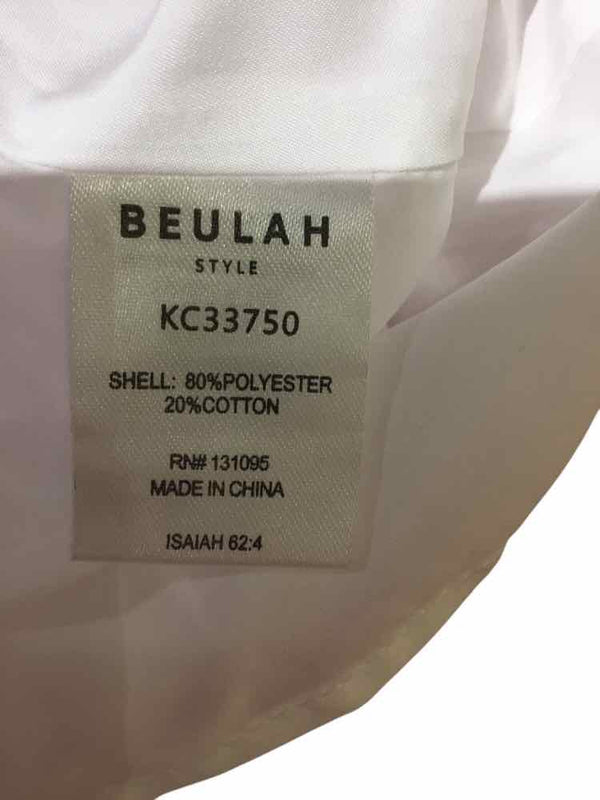 BEULAH
STYLE
KC33750
SHELL: 80%POLYESTER
20%COTTON
RN# 131095
MADE IN CHINA
ISAIAH 62:4